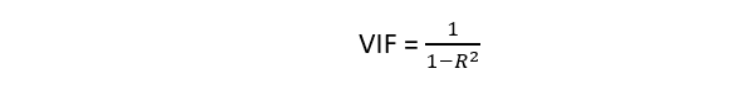 VIF = 1/(1−R²)